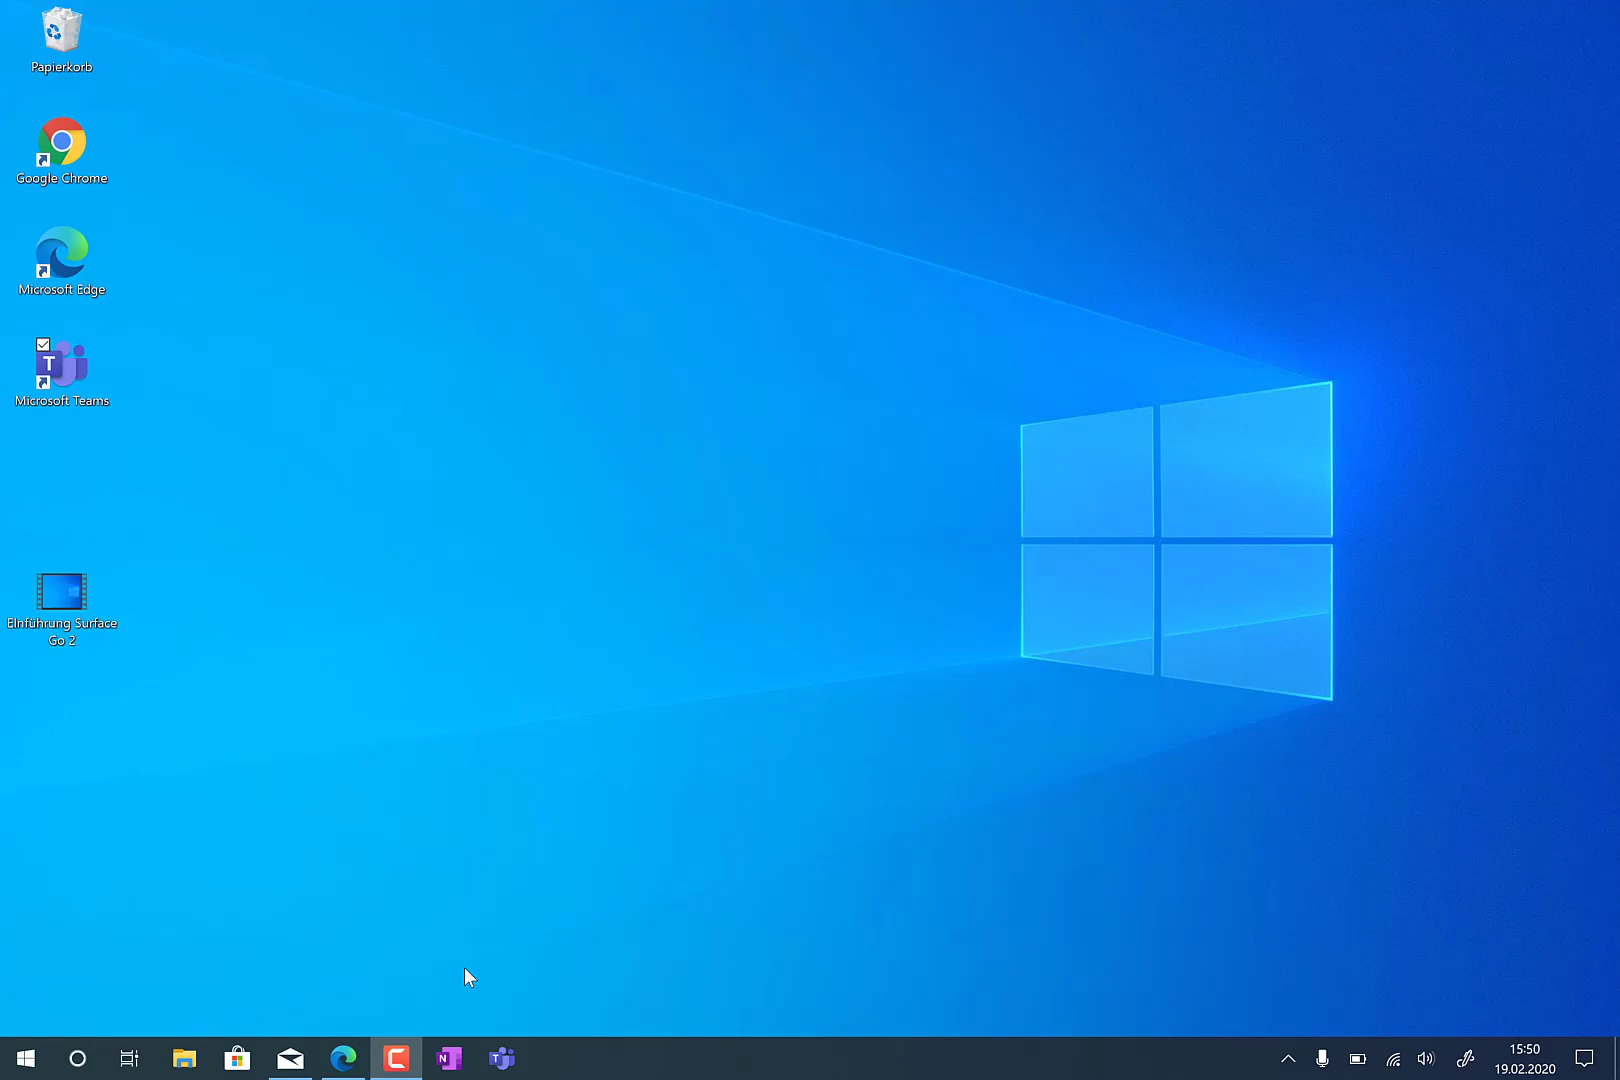 Papierkorb
Google Chrome
Microsoft Edge
T
Microsoft Teams
EInführung Surface
Go 2
N
T
15:50
19.02.2020